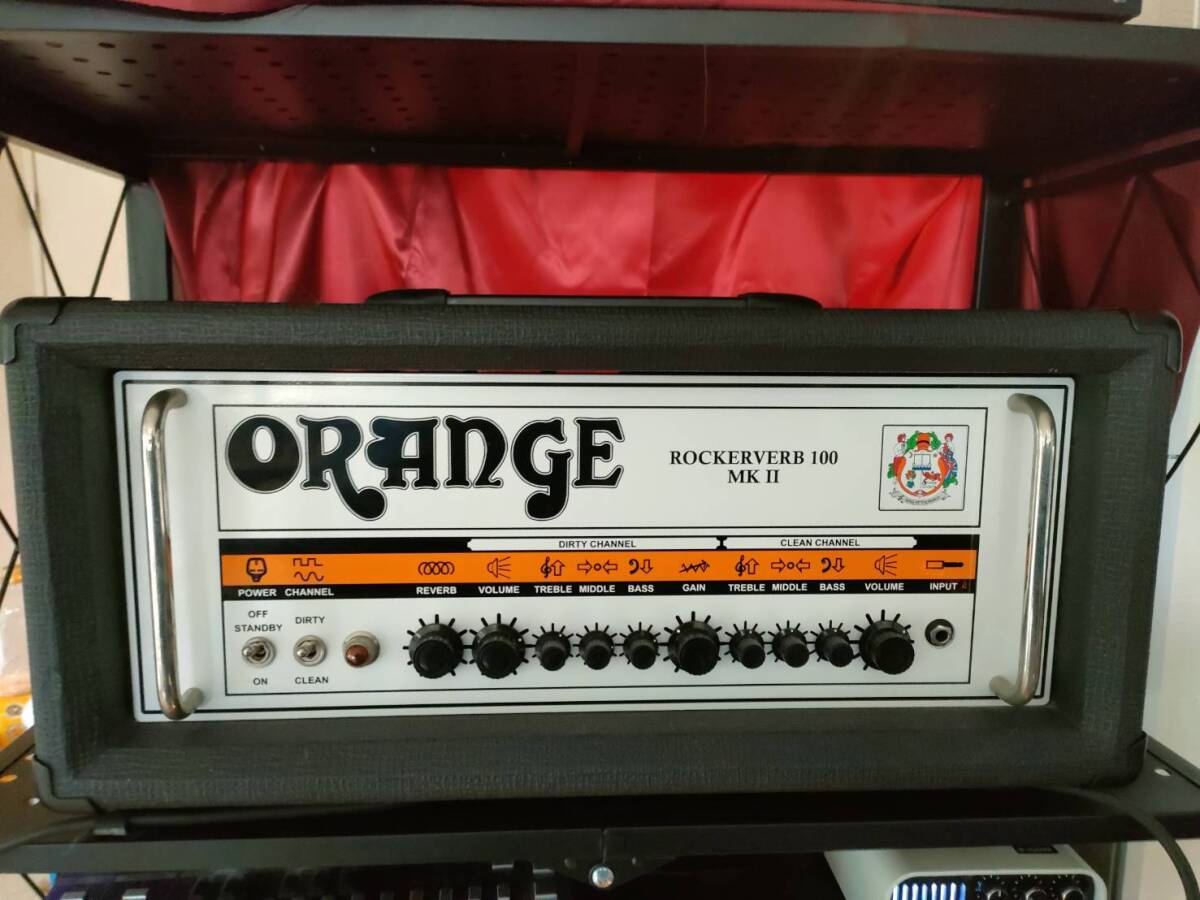 ORANGE
ROCKERVERB 100
MK II
DIRTY CHANNEL CLEAN CHANNEL
POWER CHANNEL REVERB VOLUME TREBLE MIDDLE BASS GAIN TREBLE MIDDLE BASS VOLUME INPUT
OFF
STANDBY DIRTY
ON CLEAN